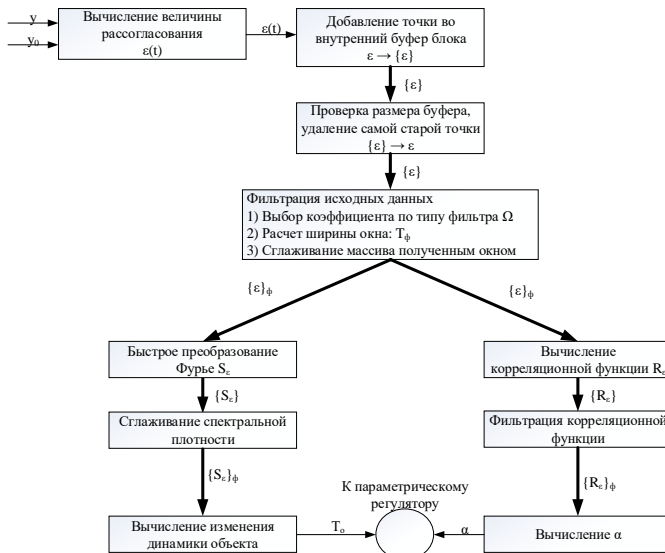 y
y₀
Вычисление величины
рассогласования
ε(t)
ε(t)
Добавление точки во
внутренний буфер блока
ε → {ε}
{ε}
Проверка размера буфера,
удаление самой старой точки
{ε} → ε
{ε}
Фильтрация исходных данных
1) Выбор коэффициента по типу фильтра Ω
2) Расчет ширины окна: Tф
3) Сглаживание массива полученным окном
{ε}ф
{ε}ф
Быстрое преобразование
Фурье Sε
{Sε}
Сглаживание спектральной
плотности
{Sε}ф
Вычисление изменения
динамики объекта
Tо
Вычисление
корреляционной функции Rε
{Rε}
Фильтрация корреляционной
функции
{Rε}ф
Вычисление α
α
К параметрическому
регулятору